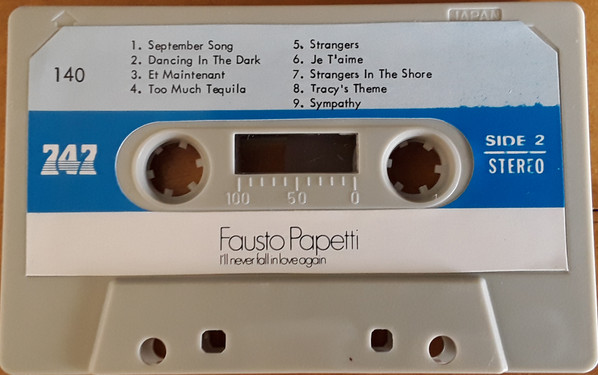 JAPAN
140
1. September Song
2. Dancing In The Dark
3. Et Maintenant
4. Too Much Tequila
5. Strangers
6. Je T'aime
7. Strangers In The Shore
8. Tracy's Theme
9. Sympathy
747
SIDE 2
STEREO
100 50 0
Fausto Papetti
I'll never fall in love again